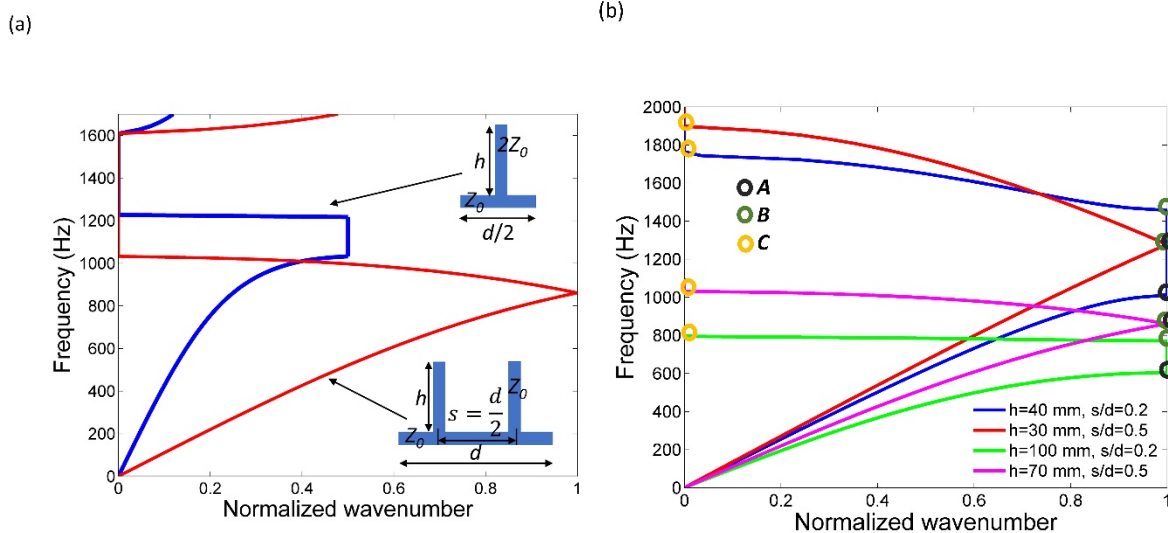 (a)
(b)
Frequency (Hz)
1600
1400
1200
1000
800
600
400
200
0
0
0.2
0.4
0.6
0.8
1
Normalized wavenumber
h
2Z₀
Z₀
d/2
h
s = d/2
Z₀
Z₀
d
Frequency (Hz)
2000
1800
1600
1400
1200
1000
800
600
400
200
0
0
0.2
0.4
0.6
0.8
1
Normalized wavenumber
A
B
C
h=40 mm, s/d=0.2
h=30 mm, s/d=0.5
h=100 mm, s/d=0.2
h=70 mm, s/d=0.5